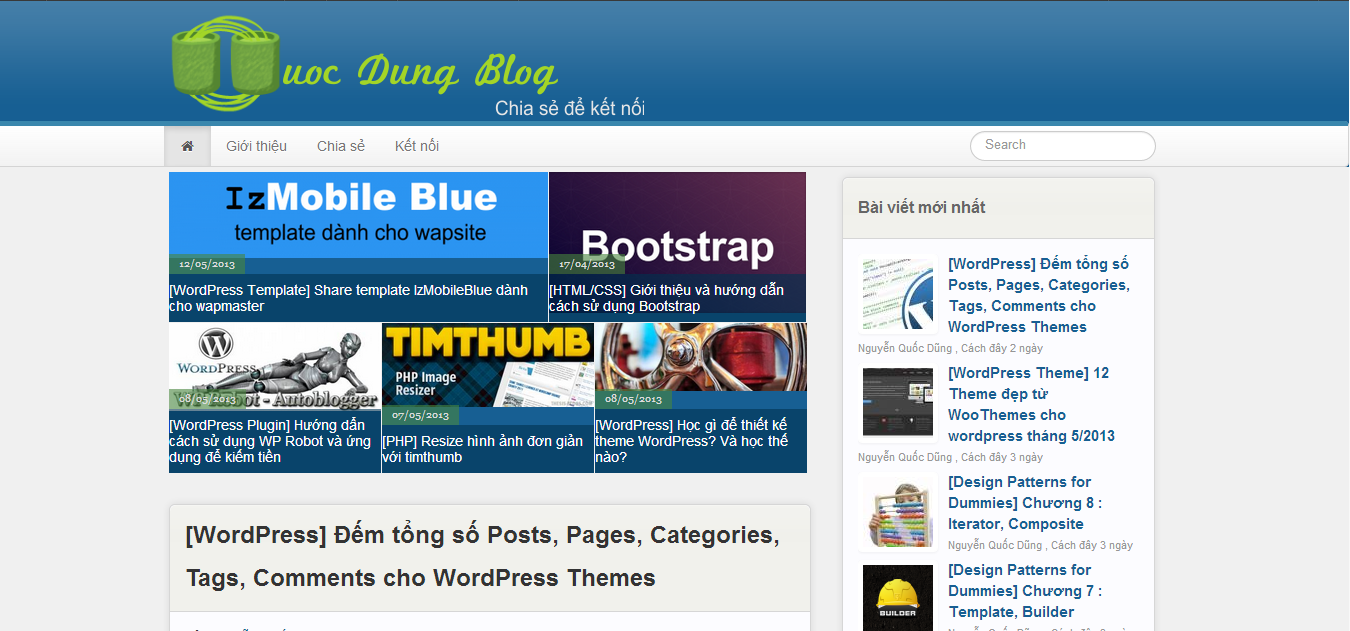 uoc Dung Blog
Chia sẻ để kết nối
Giới thiệu
Chia sẻ
Kết nối
Search
IzMobile Blue
template dành cho wapsite
12/05/2013
[WordPress Template] Share template IzMobileBlue dành
cho wapmaster
Bootstrap
17/04/2013
[HTML/CSS] Giới thiệu và hướng dẫn
cách sử dụng Bootstrap
WORDPRESS
WP Robot - Autoblogger
08/05/2013
[WordPress Plugin] Hướng dẫn
cách sử dụng WP Robot và ứng
dụng để kiếm tiền
TIMTHUMB
PHP Image
Resizer
07/05/2013
[PHP] Resize hình ảnh đơn giản
với timthumb
08/05/2013
[WordPress] Học gì để thiết kế
theme WordPress? Và học thế
nào?
[WordPress] Đếm tổng số Posts, Pages, Categories,
Tags, Comments cho WordPress Themes
Bài viết mới nhất
[WordPress] Đếm tổng số
Posts, Pages, Categories,
Tags, Comments cho
WordPress Themes
Nguyễn Quốc Dũng , Cách đây 2 ngày
[WordPress Theme] 12
Theme đẹp từ
WooThemes cho
wordpress tháng 5/2013
Nguyễn Quốc Dũng , Cách đây 3 ngày
[Design Patterns for
Dummies] Chương 8 :
Iterator, Composite
Nguyễn Quốc Dũng , Cách đây 3 ngày
BUILDER
[Design Patterns for
Dummies] Chương 7 :
Template, Builder